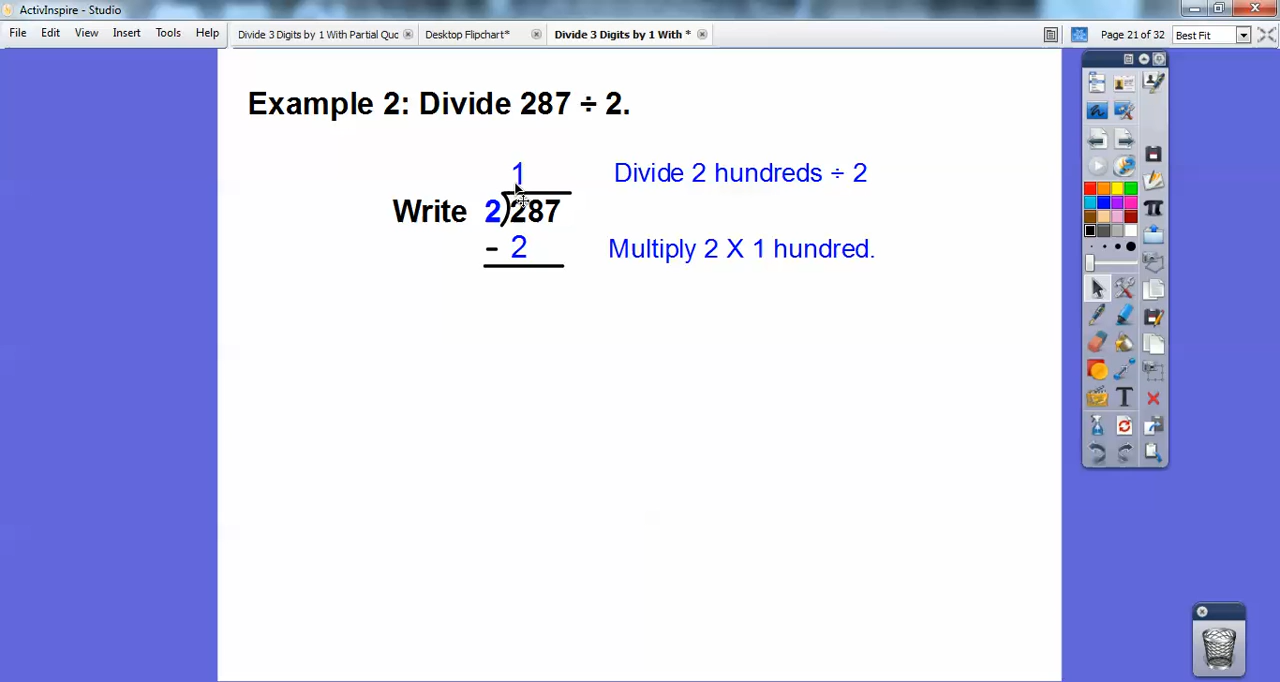 ActivInspire - Studio
File Edit View Insert Tools Help
Divide 3 Digits by 1 With Partial Quc
Desktop Flipchart*
Divide 3 Digits by 1 With *
Page 21 of 32
Best Fit
Example 2: Divide 287 ÷ 2.
1 Divide 2 hundreds ÷ 2
Write 2)287
- 2 Multiply 2 X 1 hundred.